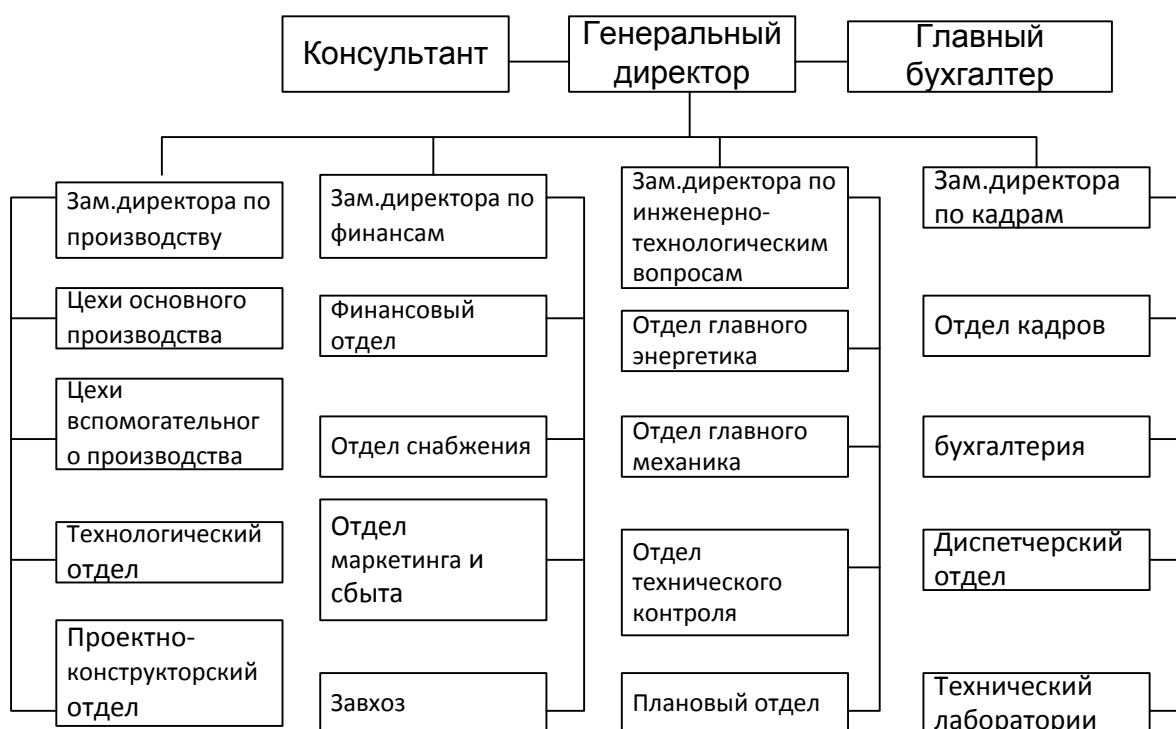 Консультант
Генеральный
директор
Главный
бухгалтер
Зам.директора по
производству
Цехи основного
производства
Цехи
вспомогательног
о производства
Технологический
отдел
Проектно-
конструкторский
отдел
Зам.директора по
финансам
Финансовый
отдел
Отдел снабжения
Отдел
маркетинга и
сбыта
Завхоз
Зам.директора по
инженерно-
технологическим
вопросам
Отдел главного
энергетика
Отдел главного
механика
Отдел
технического
контроля
Плановый отдел
Зам.директора
по кадрам
Отдел кадров
бухгалтерия
Диспетчерский
отдел
Технический
лаборатории